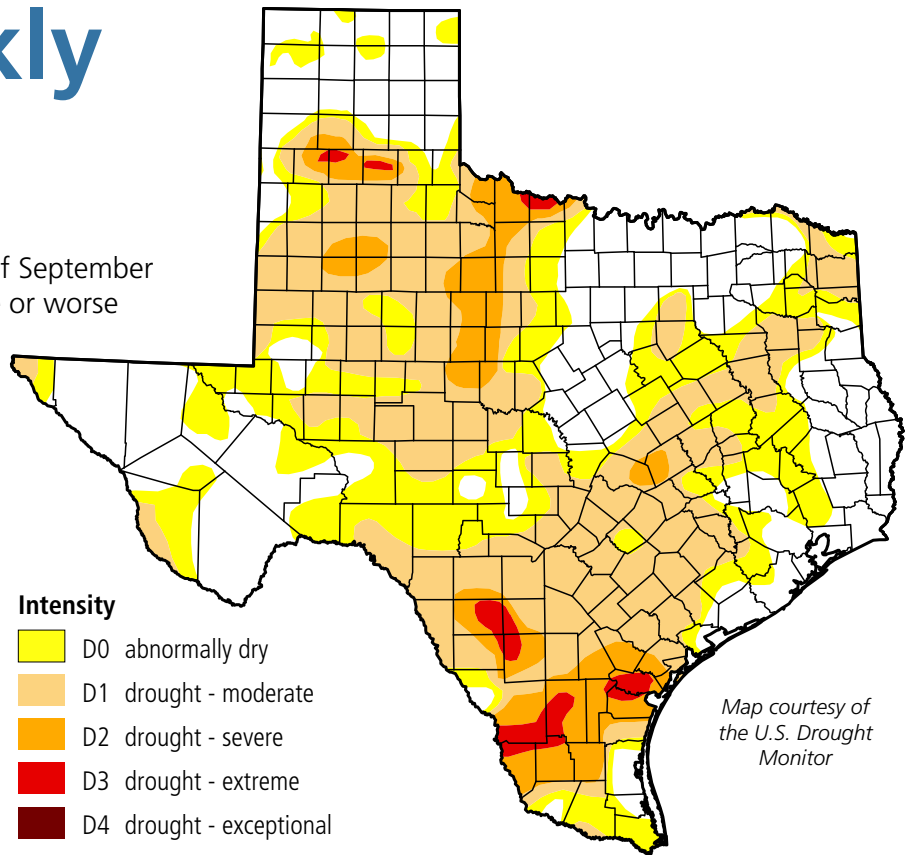 f September
or worse
Intensity
D0 abnormally dry
D1 drought - moderate
D2 drought - severe
D3 drought - extreme
D4 drought - exceptional
Map courtesy of
the U.S. Drought
Monitor